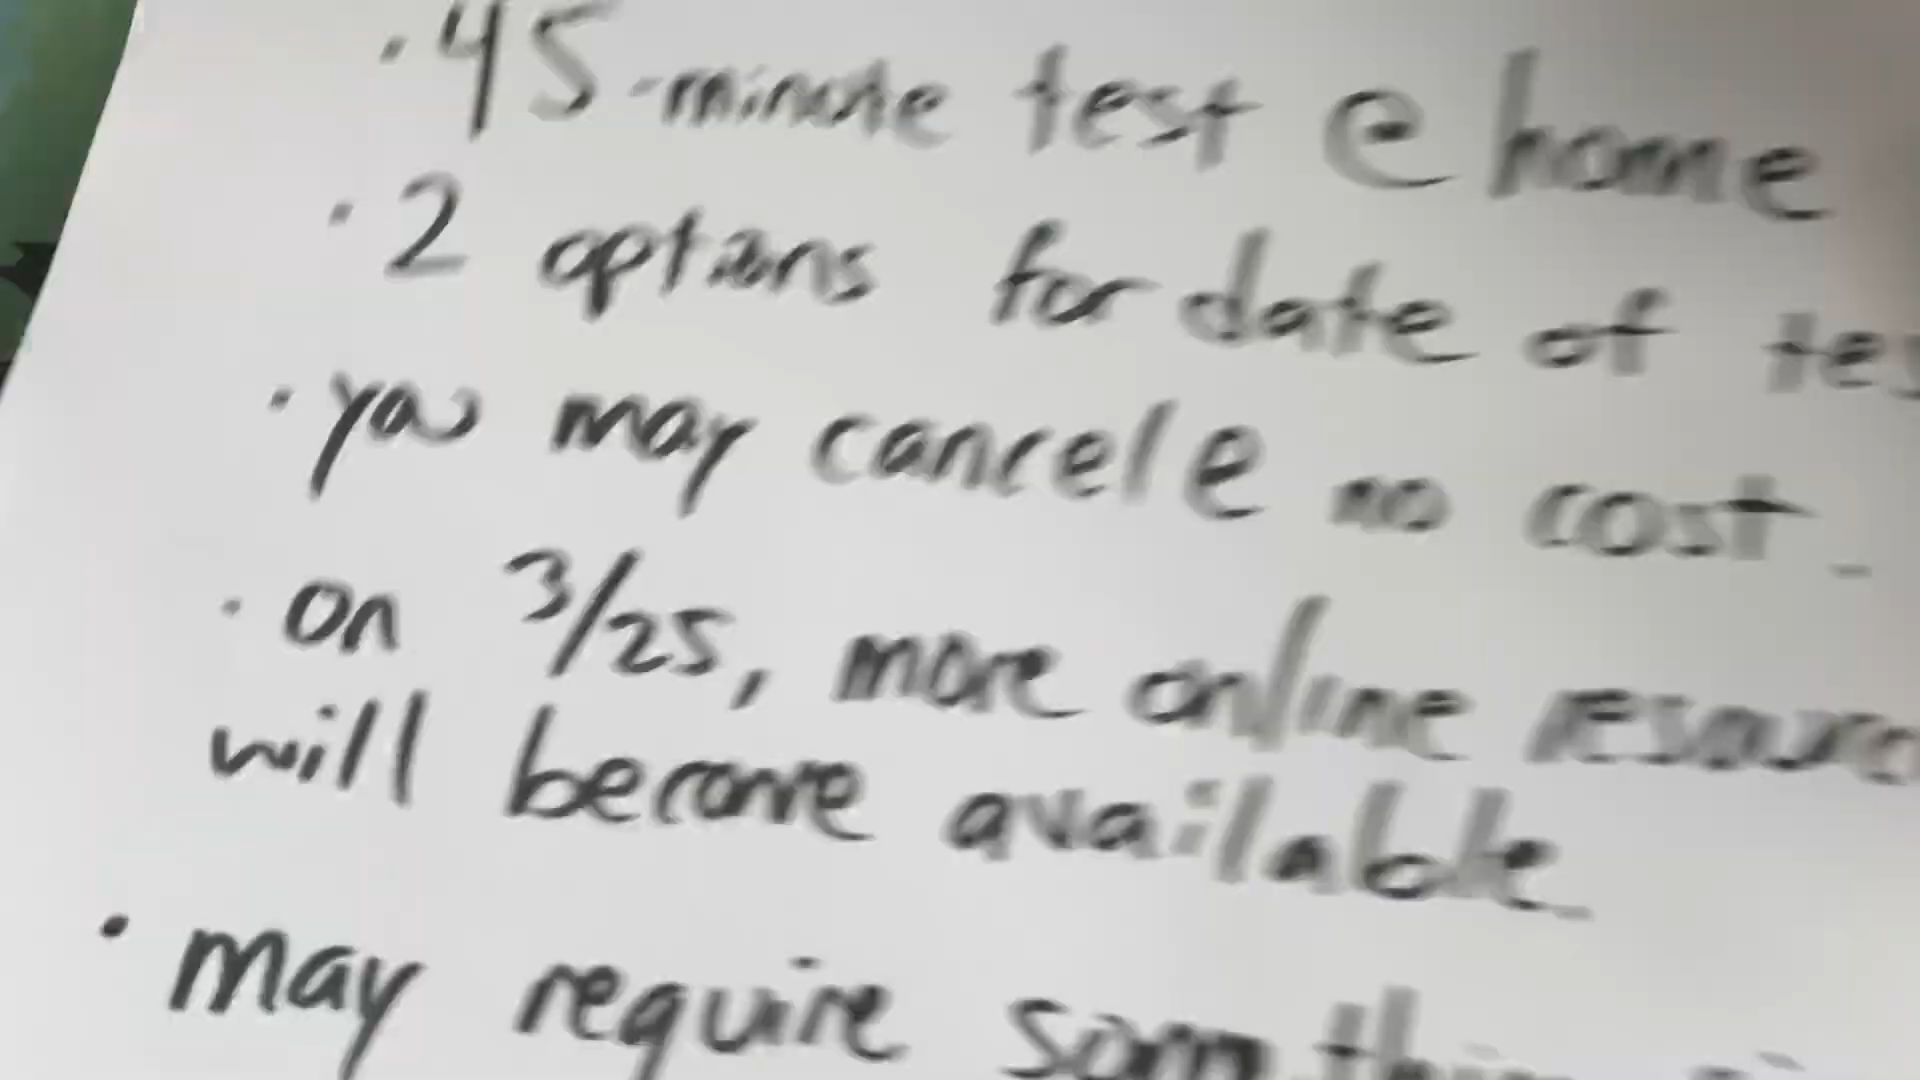 · 45-minute test @ home
· 2 options for date of
· you may cancel @ no cost
· on 3/25, more online
will become available
· may require